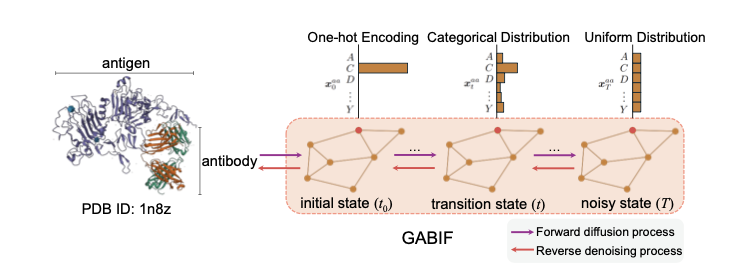 One-hot Encoding
Categorical Distribution
Uniform Distribution
antigen
A
C
D
⋮
Y
x_0^{aa}
A
C
D
⋮
Y
x_t^{aa}
A
C
D
⋮
Y
x_T^{aa}
antibody
...
...
initial state (t_0)
transition state (t)
noisy state (T)
PDB ID: 1n8z
GABIF
Forward diffusion process
Reverse denoising process